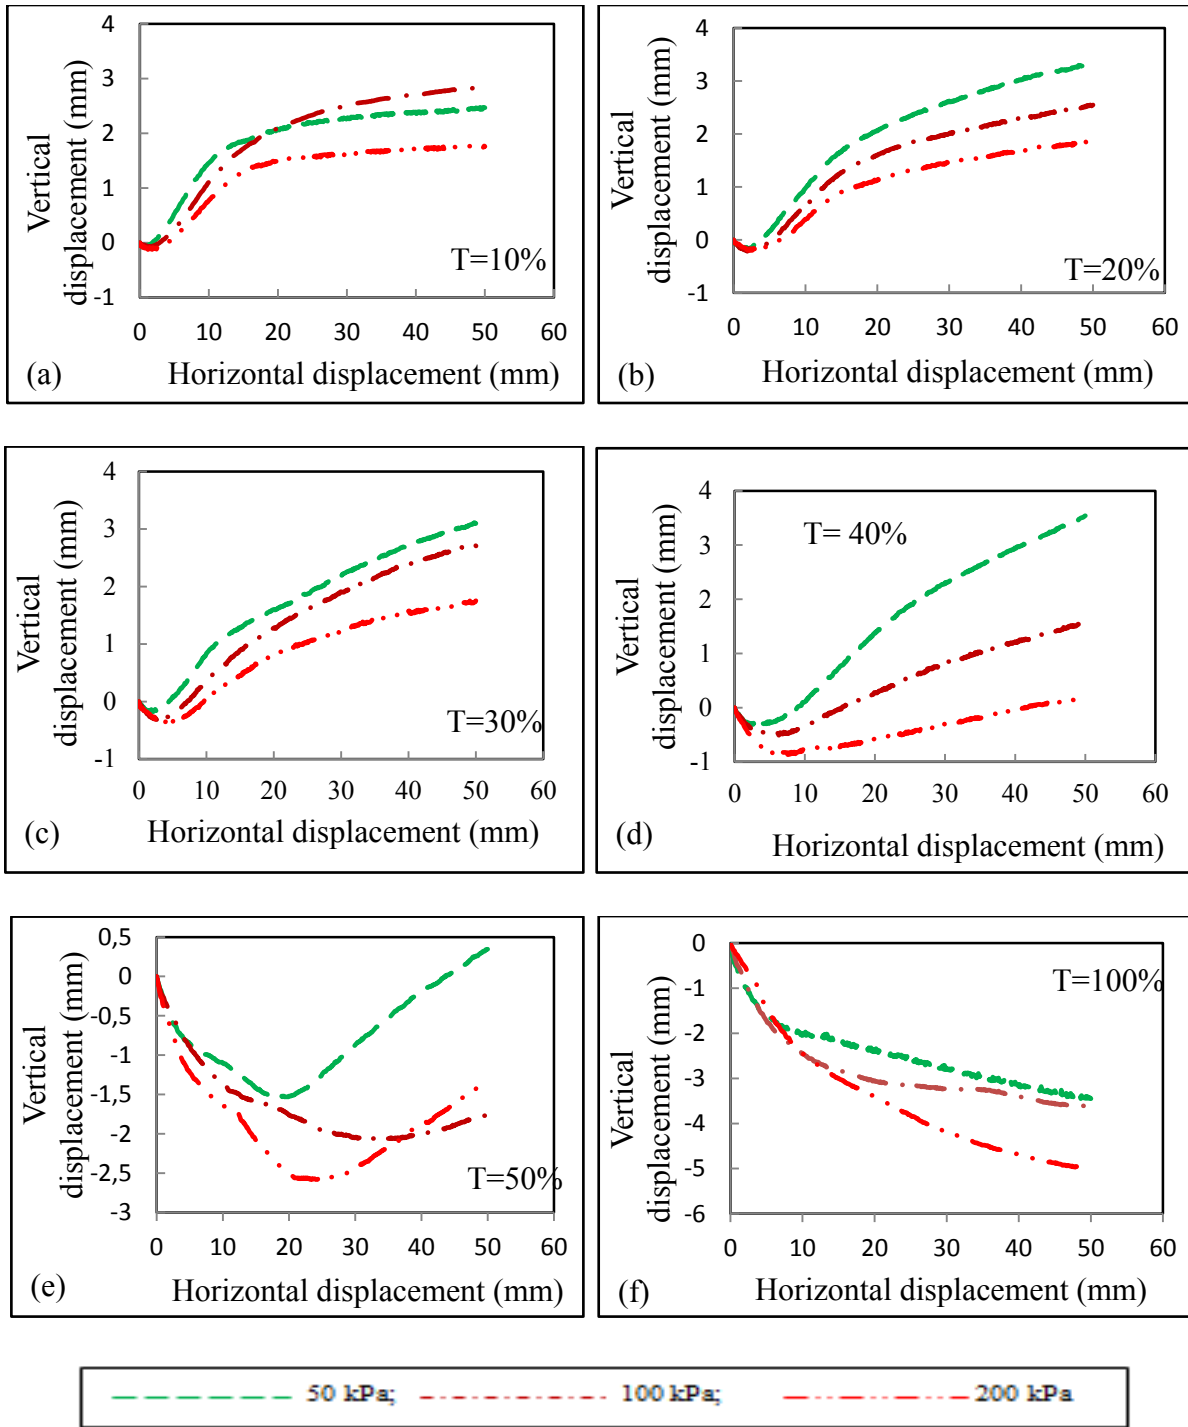 Vertical
displacement (mm)
4
3
2
1
0
-1
0 10 20 30 40 50 60
T=10%
(a)
Horizontal displacement (mm)
Vertical
displacement (mm)
4
3
2
1
0
-1
0 10 20 30 40 50 60
T=20%
(b)
Horizontal displacement (mm)
Vertical
displacement (mm)
4
3
2
1
0
-1
0 10 20 30 40 50 60
T=30%
(c)
Horizontal displacement (mm)
Vertical
displacement (mm)
4
3
2
1
0
-1
0 10 20 30 40 50 60
T= 40%
(d)
Horizontal displacement (mm)
Vertical
displacement (mm)
0,5
0
-0,5
-1
-1,5
-2
-2,5
-3
0 10 20 30 40 50 60
T=50%
(e)
Horizontal displacement (mm)
Vertical
displacement (mm)
0
-1
-2
-3
-4
-5
-6
0 10 20 30 40 50 60
T=100%
(f)
Horizontal displacement (mm)
50 kPa; 100 kPa; 200 kPa